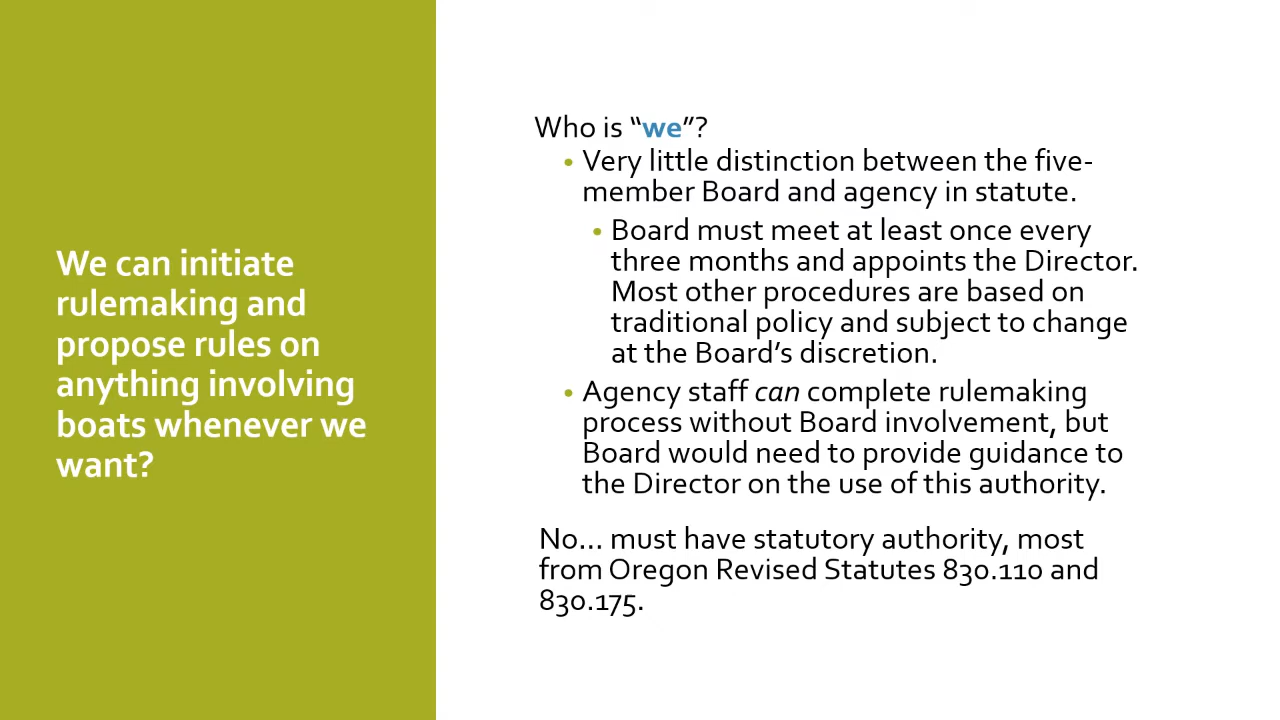 We can initiate
rulemaking and
propose rules on
anything involving
boats whenever we
want?
Who is “we”?
• Very little distinction between the five-
member Board and agency in statute.
• Board must meet at least once every
three months and appoints the Director.
Most other procedures are based on
traditional policy and subject to change
at the Board’s discretion.
• Agency staff can complete rulemaking
process without Board involvement, but
Board would need to provide guidance to
the Director on the use of this authority.
No… must have statutory authority, most
from Oregon Revised Statutes 830.110 and
830.175.